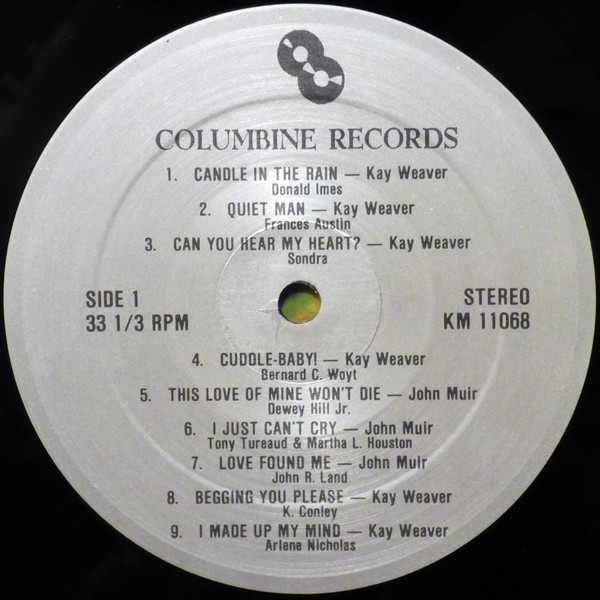 COLUMBINE RECORDS
1. CANDLE IN THE RAIN — Kay Weaver
Donald Imes
2. QUIET MAN — Kay Weaver
Frances Austin
3. CAN YOU HEAR MY HEART? — Kay Weaver
Sondra
SIDE 1
33 1/3 RPM
STEREO
KM 11068
4. CUDDLE-BABY! — Kay Weaver
Bernard C. Woyt
5. THIS LOVE OF MINE WON'T DIE — John Muir
Dewey Hill Jr.
6. I JUST CAN'T CRY — John Muir
Tony Tureaud & Martha L. Houston
7. LOVE FOUND ME — John Muir
John R. Land
8. BEGGING YOU PLEASE — Kay Weaver
K. Conley
9. I MADE UP MY MIND — Kay Weaver
Arlene Nicholas